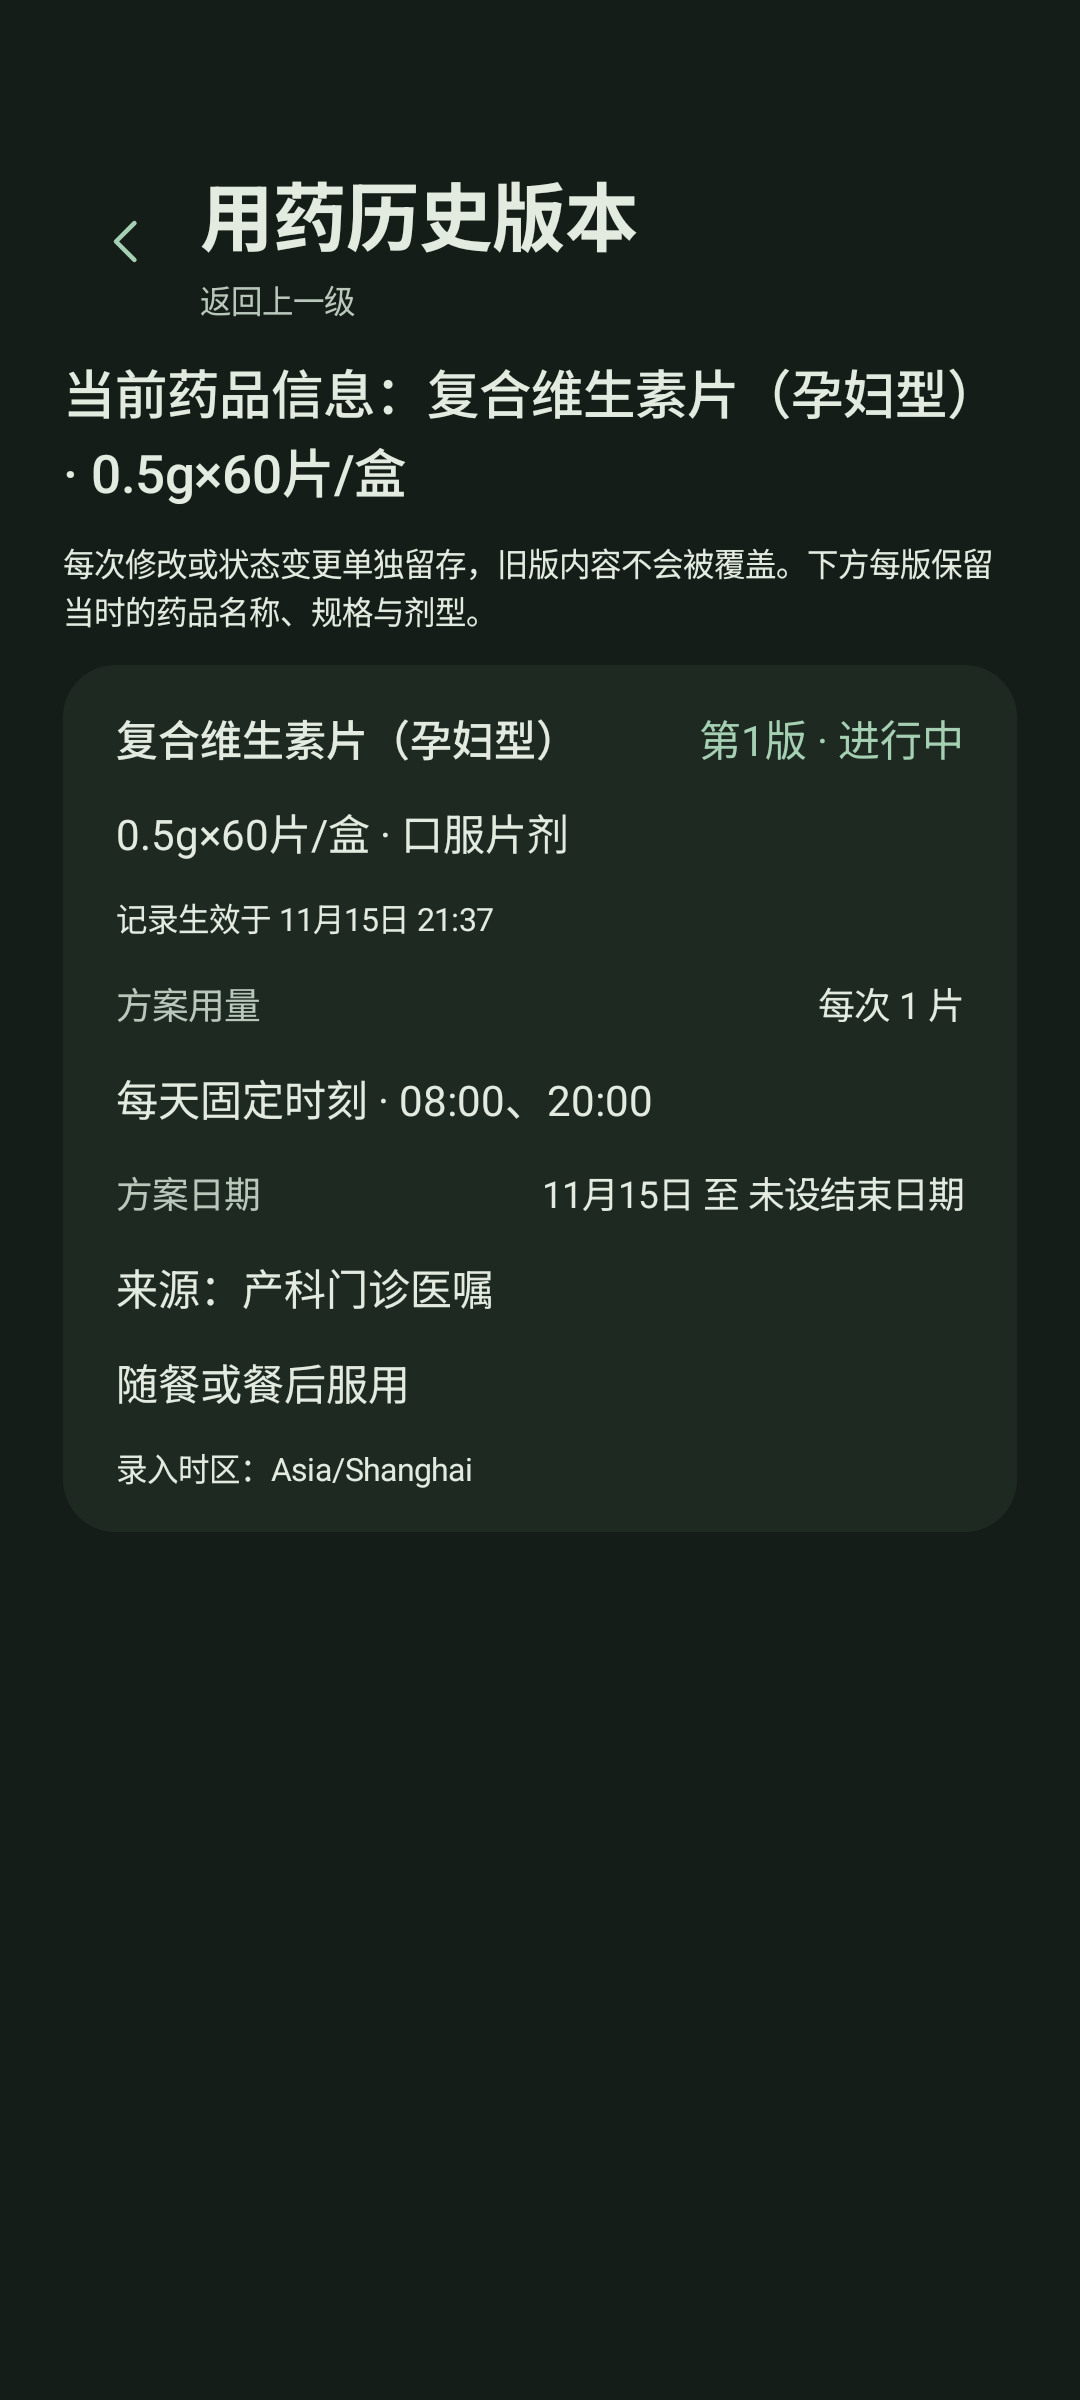 用药历史版本
返回上一级
当前药品信息：复合维生素片（孕妇型）
· 0.5g×60片/盒
每次修改或状态变更单独留存，旧版内容不会被覆盖。下方每版保留
当时的药品名称、规格与剂型。
复合维生素片（孕妇型） 第1版 · 进行中
0.5g×60片/盒 · 口服片剂
记录生效于 11月15日 21:37
方案用量 每次 1 片
每天固定时刻 · 08:00、20:00
方案日期 11月15日 至 未设结束日期
来源：产科门诊医嘱
随餐或餐后服用
录入时区：Asia/Shanghai